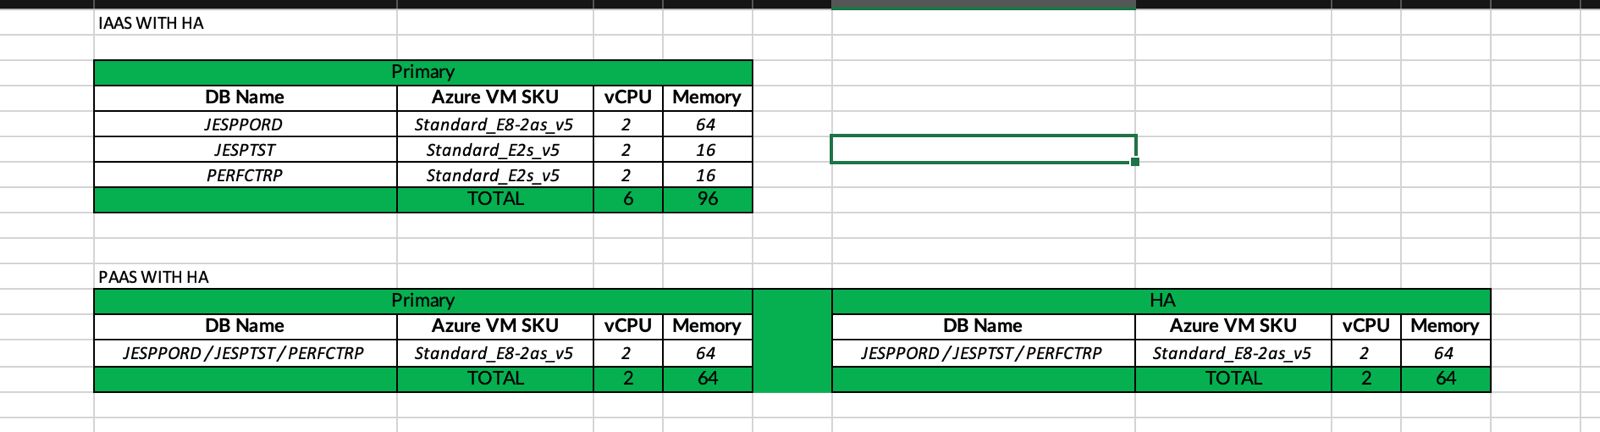 IAAS WITH HA
Primary
DB Name Azure VM SKU vCPU Memory
JESPPORD Standard_E8-2as_v5 2 64
JESPTST Standard_E2s_v5 2 16
PERFCTRP Standard_E2s_v5 2 16
TOTAL 6 96
PAAS WITH HA
Primary HA
DB Name Azure VM SKU vCPU Memory DB Name Azure VM SKU vCPU Memory
JESPPORD / JESPTST / PERFCTRP Standard_E8-2as_v5 2 64 JESPPORD / JESPTST / PERFCTRP Standard_E8-2as_v5 2 64
TOTAL 2 64 TOTAL 2 64